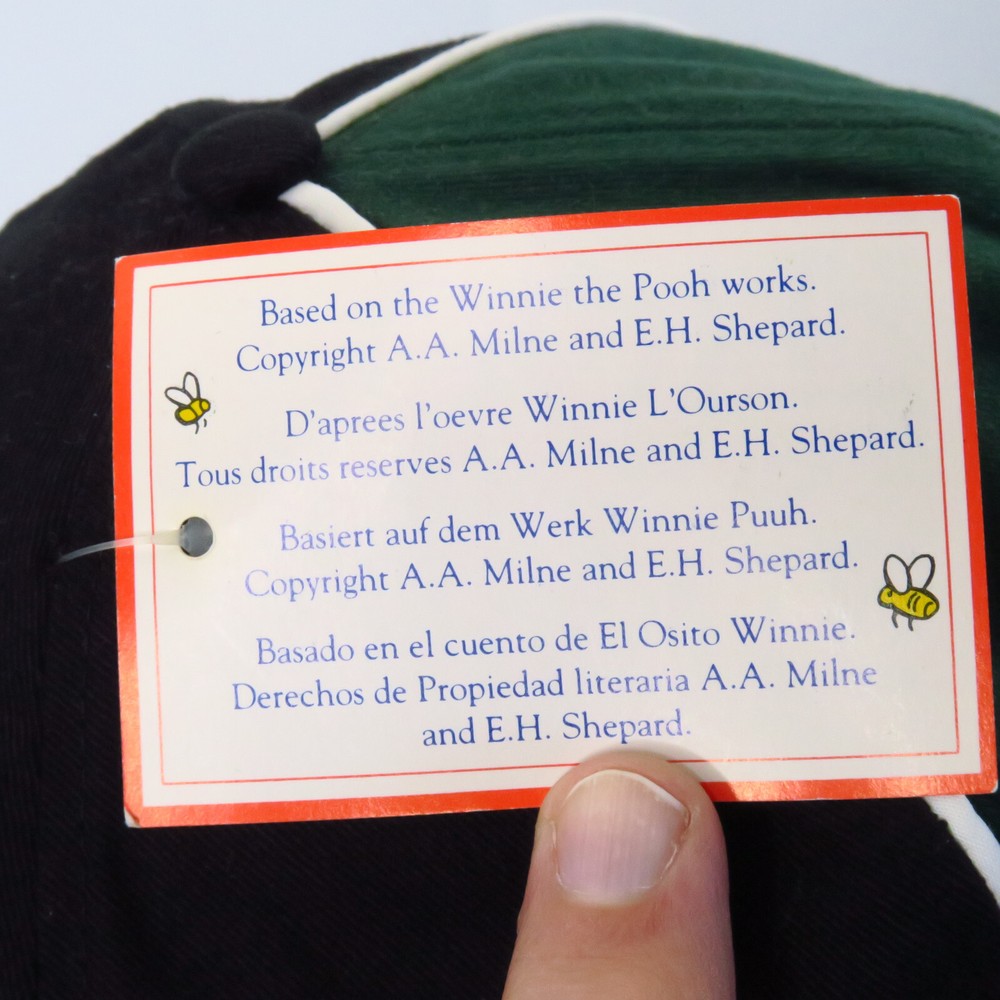 Based on the Winnie the Pooh works.
Copyright A.A. Milne and E.H. Shepard.
D'aprees l'oevre Winnie L'Ourson.
Tous droits reserves A.A. Milne and E.H. Shepard.
Basiert auf dem Werk Winnie Puuh.
Copyright A.A. Milne and E.H. Shepard.
Basado en el cuento de El Osito Winnie.
Derechos de Propiedad literaria A.A. Milne
and E.H. Shepard.